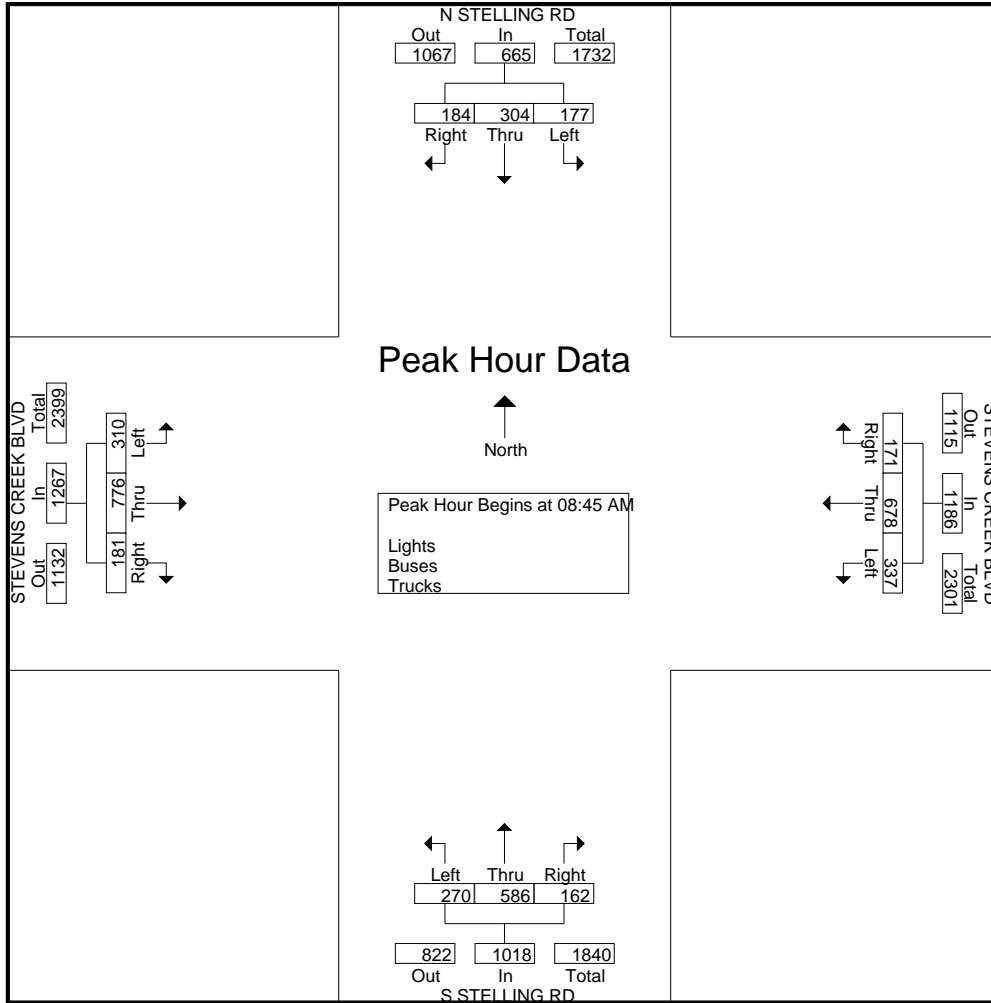 N STELLING RD
Out In Total
1067 665 1732
184 304 177
Right Thru Left
Peak Hour Data
North
Peak Hour Begins at 08:45 AM
Lights
Buses
Trucks
STEVENS CREEK BLVD
Total In Out
2399 1267 1132
310 776 181
Left Thru Right
STEVENS CREEK BLVD
Out In Total
1115 1186 2301
171 678 337
Right Thru Left
Left Thru Right
270 586 162
822 1018 1840
Out In Total
S STELLING RD